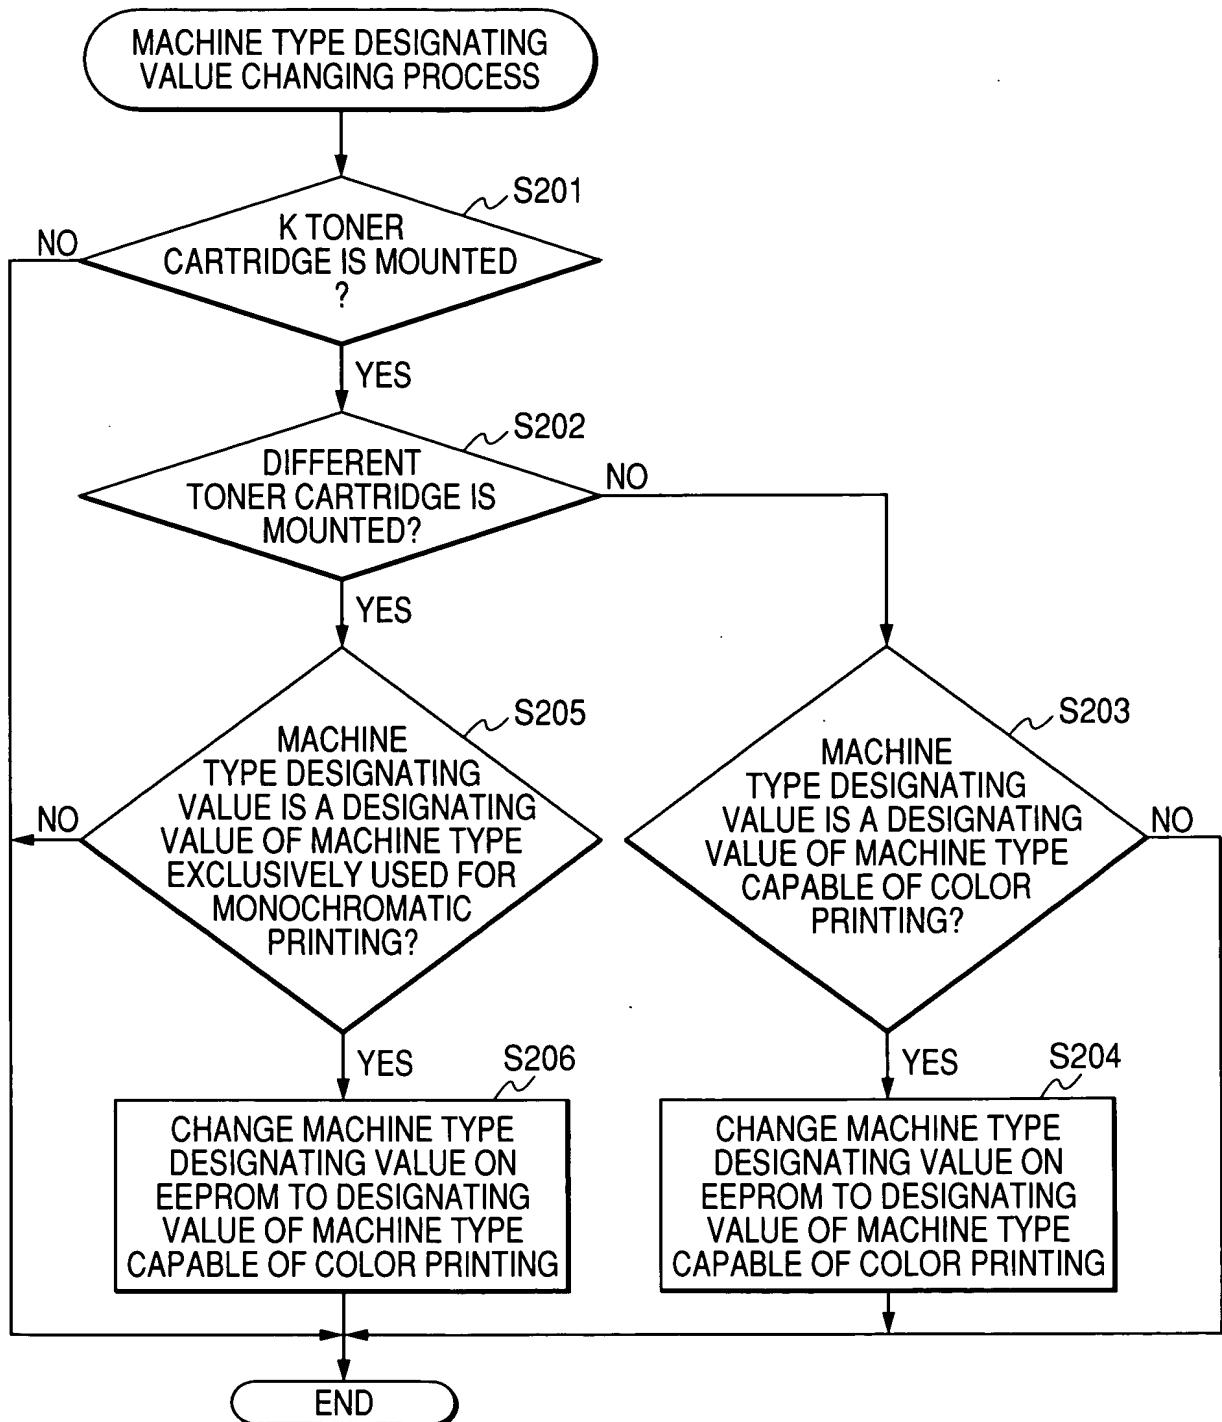 MACHINE TYPE DESIGNATING
VALUE CHANGING PROCESS
S201
K TONER
CARTRIDGE IS MOUNTED
?
NO
YES
S202
DIFFERENT
TONER CARTRIDGE IS
MOUNTED?
NO
YES
S205
MACHINE
TYPE DESIGNATING
VALUE IS A DESIGNATING
VALUE OF MACHINE TYPE
EXCLUSIVELY USED FOR
MONOCHROMATIC
PRINTING?
NO
YES
S203
MACHINE
TYPE DESIGNATING
VALUE IS A DESIGNATING
VALUE OF MACHINE TYPE
CAPABLE OF COLOR
PRINTING?
NO
YES
S206
CHANGE MACHINE TYPE
DESIGNATING VALUE ON
EEPROM TO DESIGNATING
VALUE OF MACHINE TYPE
CAPABLE OF COLOR PRINTING
S204
CHANGE MACHINE TYPE
DESIGNATING VALUE ON
EEPROM TO DESIGNATING
VALUE OF MACHINE TYPE
CAPABLE OF COLOR PRINTING
END